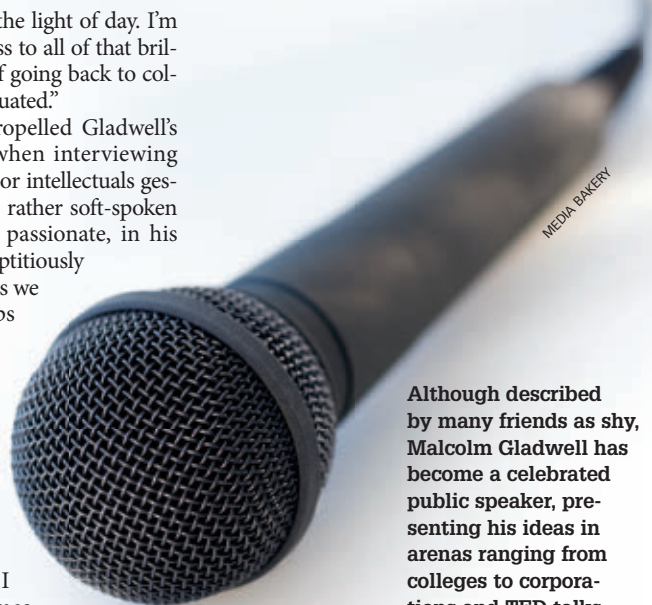 the light of day. I'm
ss to all of that bril-
f going back to col-
uated."
ropelled Gladwell's
when interviewing
or intellectuals ges-
rather soft-spoken
passionate, in his
ptitiously
s we
os
I
MEDIA BAKERY
Although described
by many friends as shy,
Malcolm Gladwell has
become a celebrated
public speaker, pre-
senting his ideas in
arenas ranging from
colleges to corpora-
tions and TED talks